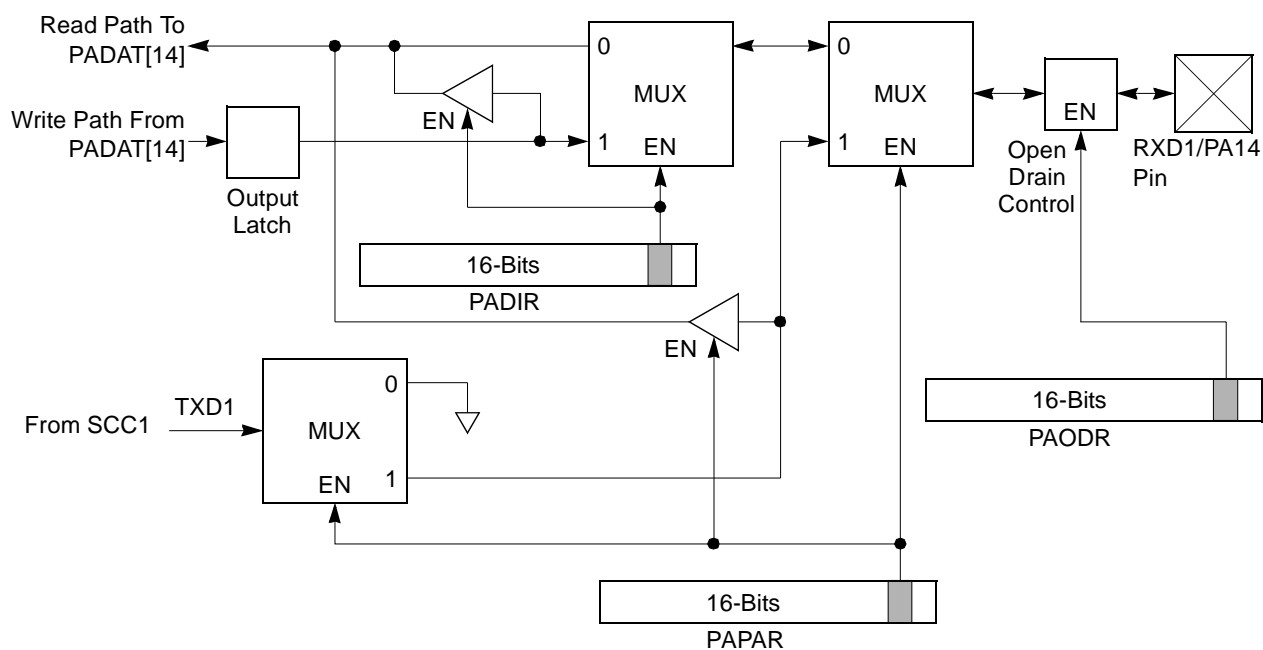 Read Path To
PADAT[14]
0
MUX
1
EN
0
MUX
1
EN
EN
Write Path From
PADAT[14]
Output
Latch
EN
Open
Drain
Control
RXD1/PA14
Pin
16-Bits
PADIR
EN
From SCC1
TXD1
0
MUX
EN
1
16-Bits
PAODR
16-Bits
PAPAR